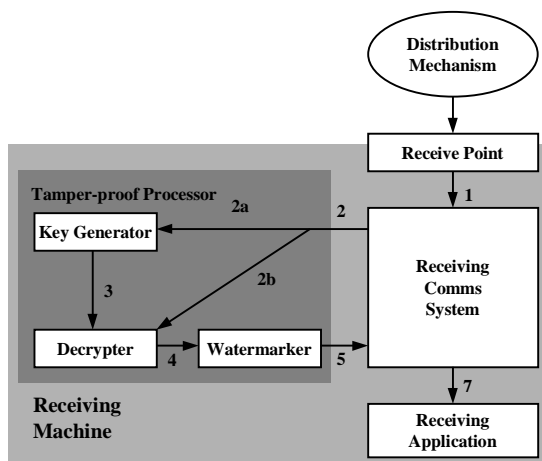 Distribution
Mechanism
Receive Point
1
Tamper-proof Processor
2a
2
Key Generator
Receiving
Comms
System
2b
3
Decrypter
4
Watermarker
5
7
Receiving
Machine
Receiving
Application